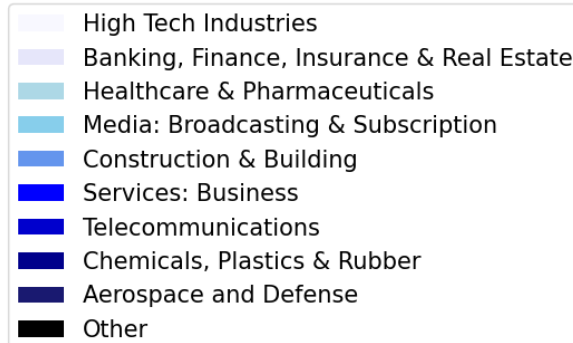 High Tech Industries
Banking, Finance, Insurance & Real Estate
Healthcare & Pharmaceuticals
Media: Broadcasting & Subscription
Construction & Building
Services: Business
Telecommunications
Chemicals, Plastics & Rubber
Aerospace and Defense
Other